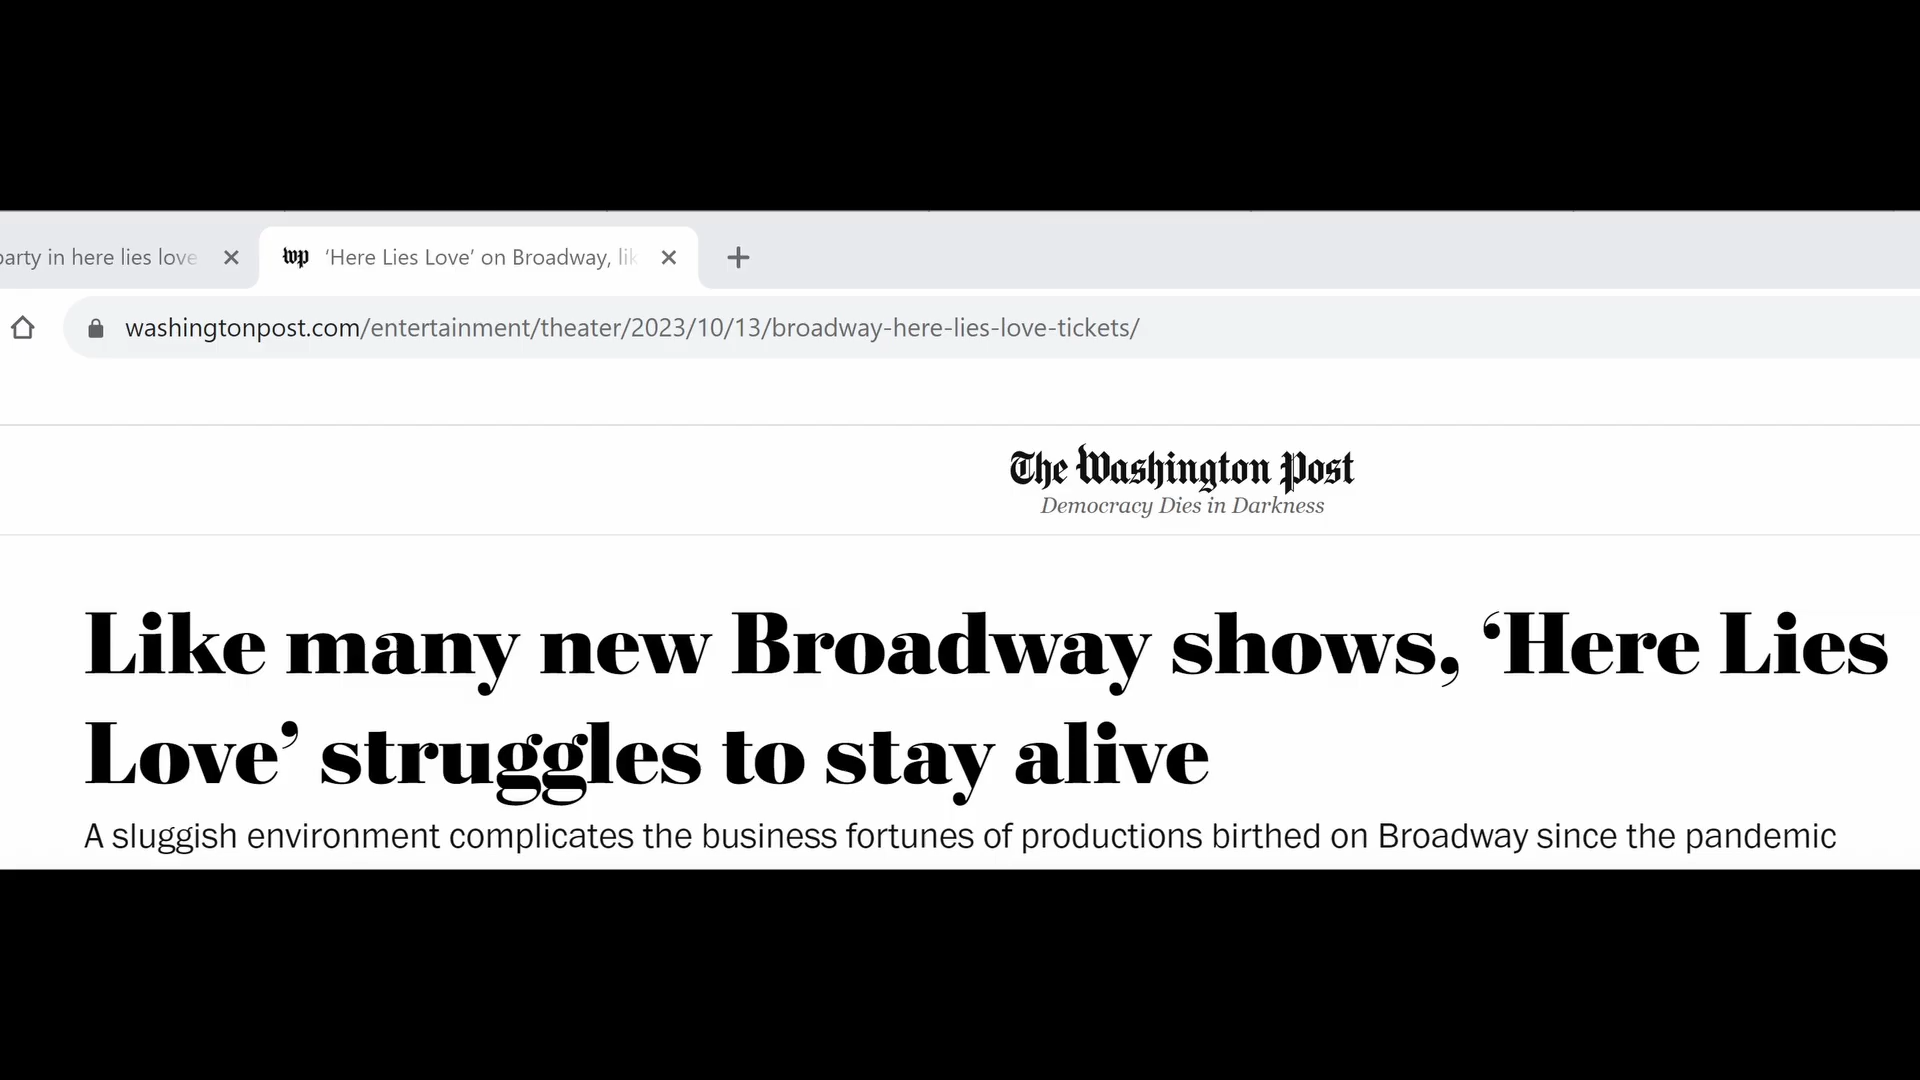 party in here lies love
wp ‘Here Lies Love’ on Broadway, lik
washingtonpost.com/entertainment/theater/2023/10/13/broadway-here-lies-love-tickets/
The Washington Post
Democracy Dies in Darkness
Like many new Broadway shows, ‘Here Lies
Love’ struggles to stay alive
A sluggish environment complicates the business fortunes of productions birthed on Broadway since the pandemic